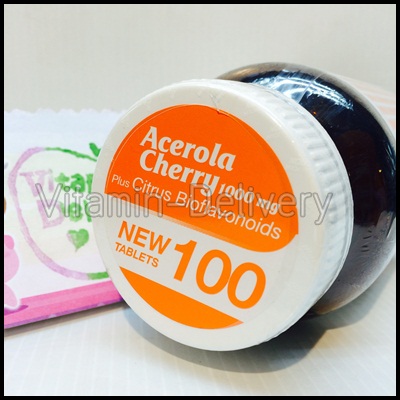 Acerola
Cherry 1000 mg
Plus Citrus Bioflavonoids
NEW 100
TABLETS
Vitamin-Delivery